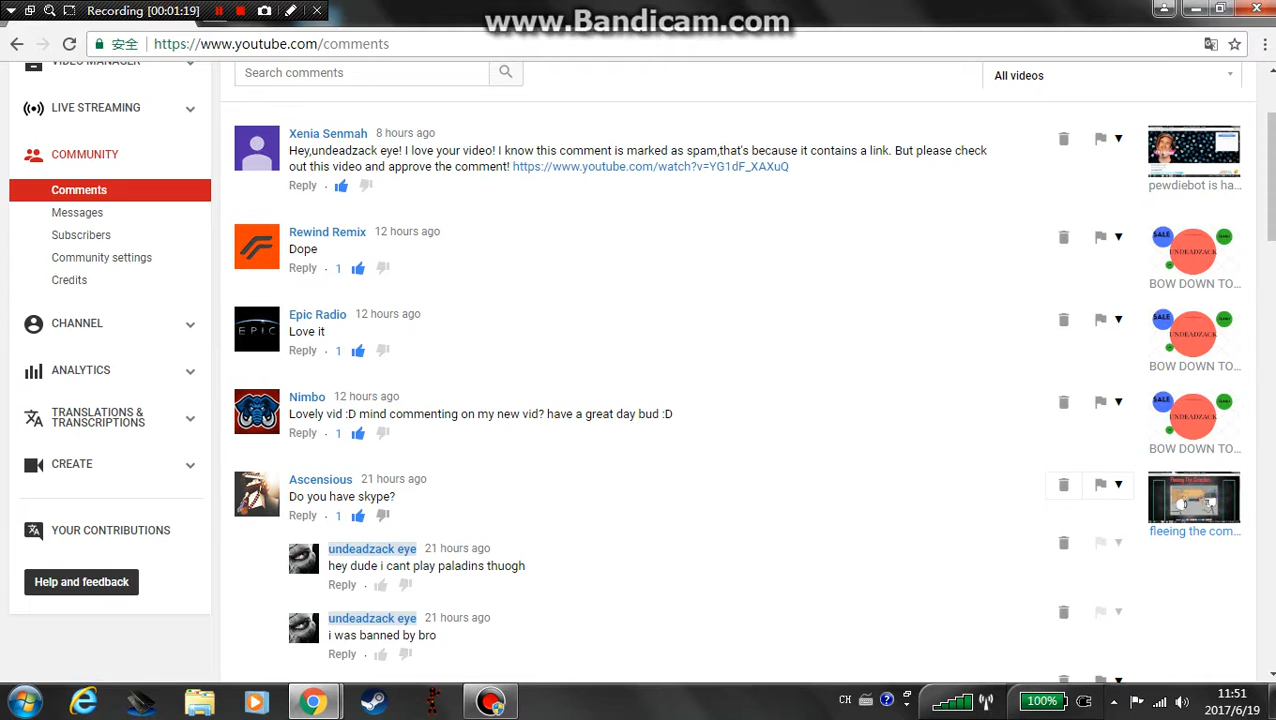 Recording [00:01:19]
www.Bandicam.com
安全 https://www.youtube.com/comments
VIDEO MANAGER
LIVE STREAMING
COMMUNITY
Comments
Messages
Subscribers
Community settings
Credits
CHANNEL
ANALYTICS
TRANSLATIONS &
TRANSCRIPTIONS
CREATE
YOUR CONTRIBUTIONS
Help and feedback
Search comments
All videos
Xenia Senmah 8 hours ago
Hey,undeadzack eye! I love your video! I know this comment is marked as spam,that's because it contains a link. But please check
out this video and approve the comment! https://www.youtube.com/watch?v=YG1dF_XAXuQ
Reply
pewdiebot is ha...
Rewind Remix 12 hours ago
Dope
Reply · 1
SALE
UNDEADZACK
BOW DOWN TO...
Epic Radio 12 hours ago
Love it
Reply · 1
EPIC
SALE
UNDEADZACK
BOW DOWN TO...
Nimbo 12 hours ago
Lovely vid :D mind commenting on my new vid? have a great day bud :D
Reply · 1
SALE
UNDEADZACK
BOW DOWN TO...
Ascensious 21 hours ago
Do you have skype?
Reply · 1
fleeing the com...
undeadzack eye 21 hours ago
hey dude i cant play paladins thuogh
Reply
undeadzack eye 21 hours ago
i was banned by bro
Reply
CH
100%
11:51
2017/6/19